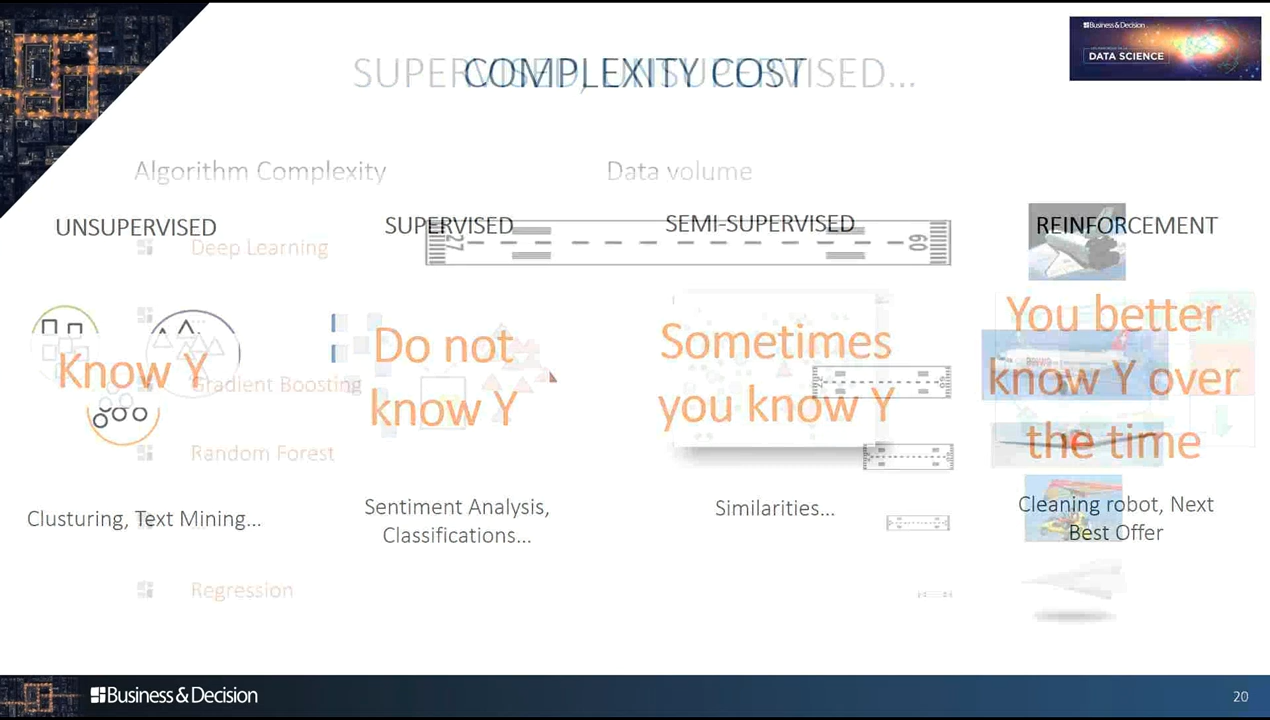 Business & Decision
DATA SCIENCE
SUPERVISED, UNSUPERVISED...
COMPLEXITY COST
Algorithm Complexity
Data volume
UNSUPERVISED
SUPERVISED
SEMI-SUPERVISED
REINFORCEMENT
Deep Learning
27
60
Know Y
Do not
know Y
Sometimes
you know Y
You better
know Y over
the time
Gradient Boosting
Random Forest
Clusturing, Text Mining...
Sentiment Analysis,
Classifications...
Similarities...
Cleaning robot, Next
Best Offer
Regression
Business & Decision
20